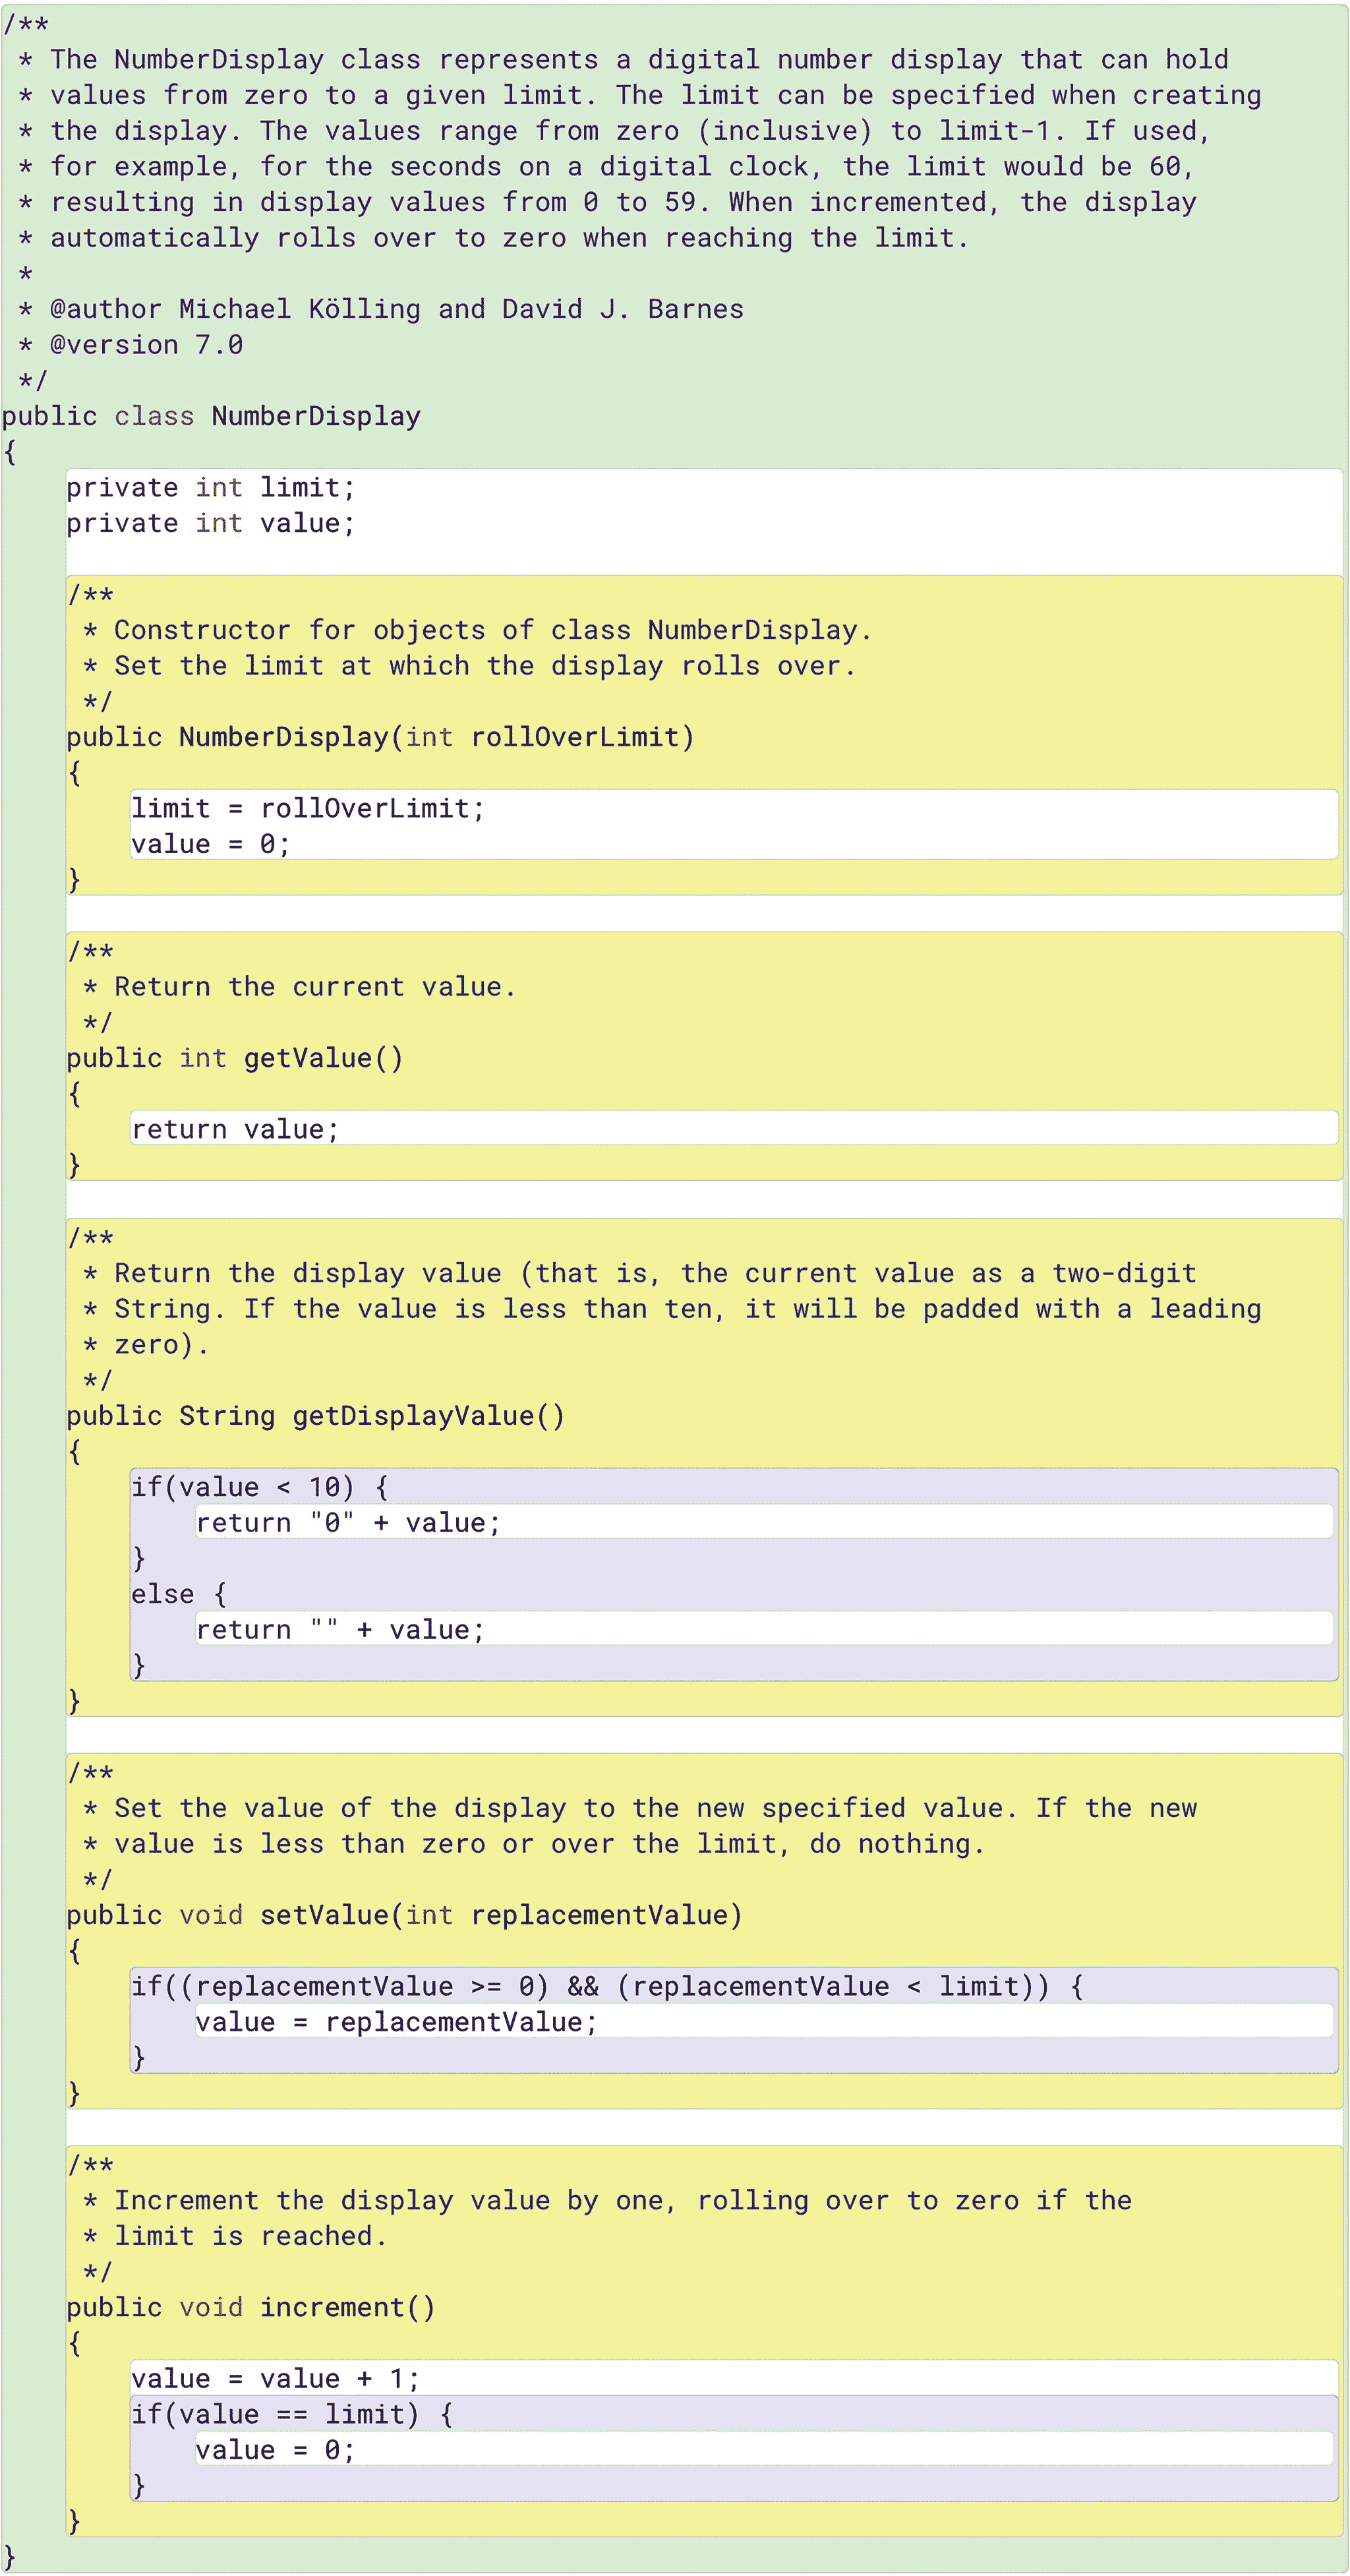 /**
 * The NumberDisplay class represents a digital number display that can hold
 * values from zero to a given limit. The limit can be specified when creating
 * the display. The values range from zero (inclusive) to limit-1. If used,
 * for example, for the seconds on a digital clock, the limit would be 60,
 * resulting in display values from 0 to 59. When incremented, the display
 * automatically rolls over to zero when reaching the limit.
 *
 * @author Michael Kölling and David J. Barnes
 * @version 7.0
 */
public class NumberDisplay
{
    private int limit;
    private int value;

    /**
     * Constructor for objects of class NumberDisplay.
     * Set the limit at which the display rolls over.
     */
    public NumberDisplay(int rollOverLimit)
    {
        limit = rollOverLimit;
        value = 0;
    }

    /**
     * Return the current value.
     */
    public int getValue()
    {
        return value;
    }

    /**
     * Return the display value (that is, the current value as a two-digit
     * String. If the value is less than ten, it will be padded with a leading
     * zero).
     */
    public String getDisplayValue()
    {
        if(value < 10) {
            return "0" + value;
        }
        else {
            return "" + value;
        }
    }

    /**
     * Set the value of the display to the new specified value. If the new
     * value is less than zero or over the limit, do nothing.
     */
    public void setValue(int replacementValue)
    {
        if((replacementValue >= 0) && (replacementValue < limit)) {
            value = replacementValue;
        }
    }

    /**
     * Increment the display value by one, rolling over to zero if the
     * limit is reached.
     */
    public void increment()
    {
        value = value + 1;
        if(value == limit) {
            value = 0;
        }
    }
}